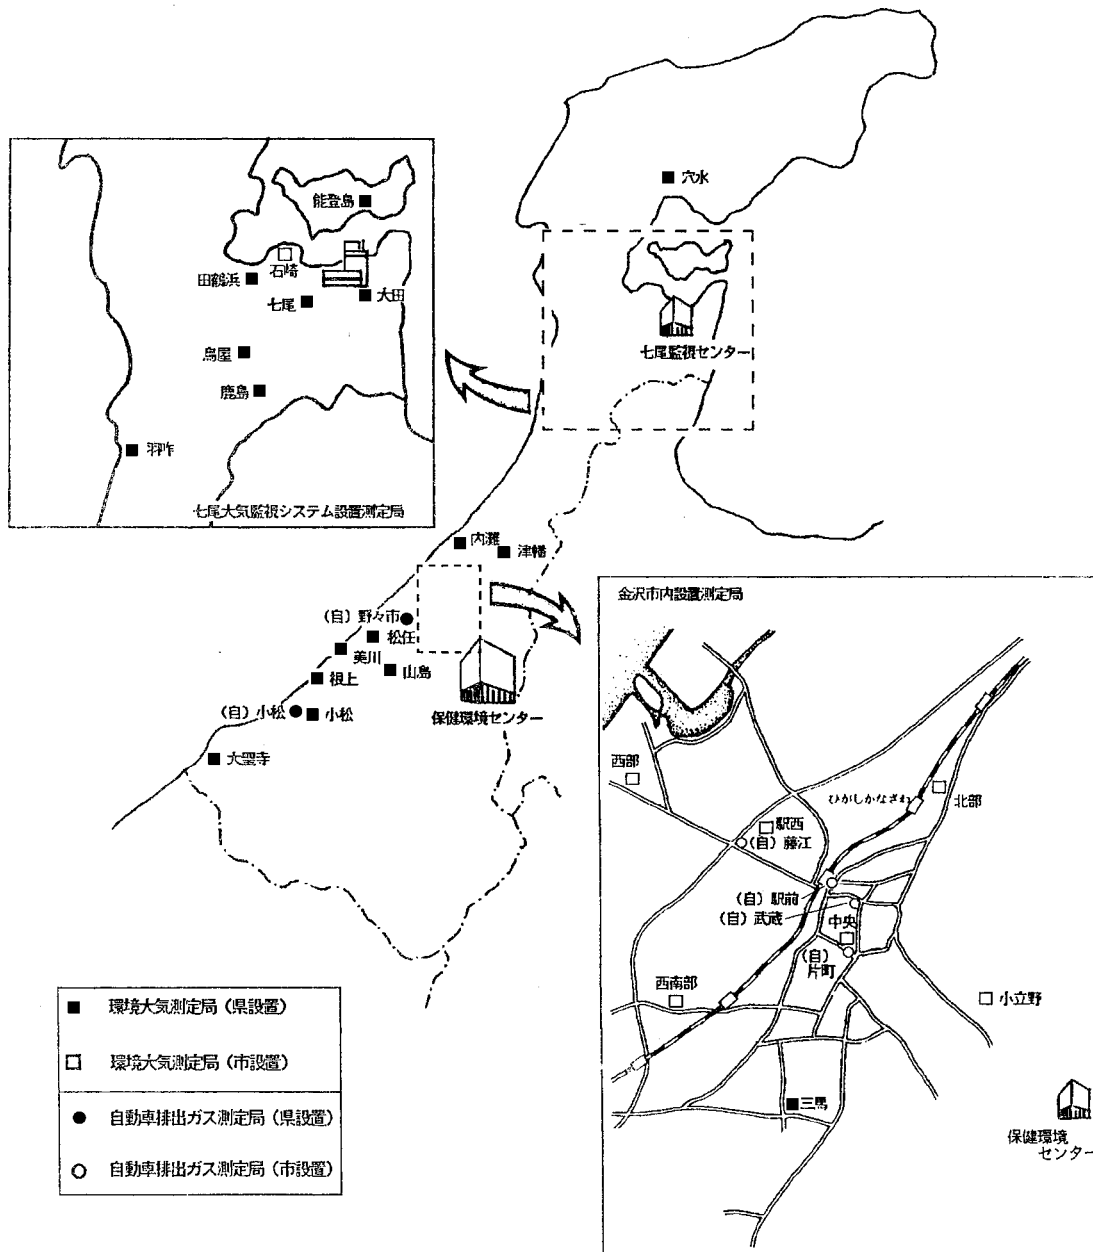 穴水
能登島
石崎
田鶴浜
七尾
大田
鳥屋
鹿島
羽咋
七尾大気監視システム設置測定局
七尾監視センター
内灘
津幡
(自) 野々市
松任
美川
山島
根上
(自) 小松
小松
大聖寺
保健環境センター
金沢市内設置測定局
西部
ひがしかなざわ
北部
駅西
(自) 藤江
(自) 駅前
(自) 武蔵
中央
(自)
片町
西南部
小立野
三馬
保健環境
センター
環境大気測定局 (県設置)
環境大気測定局 (市設置)
自動車排出ガス測定局 (県設置)
自動車排出ガス測定局 (市設置)